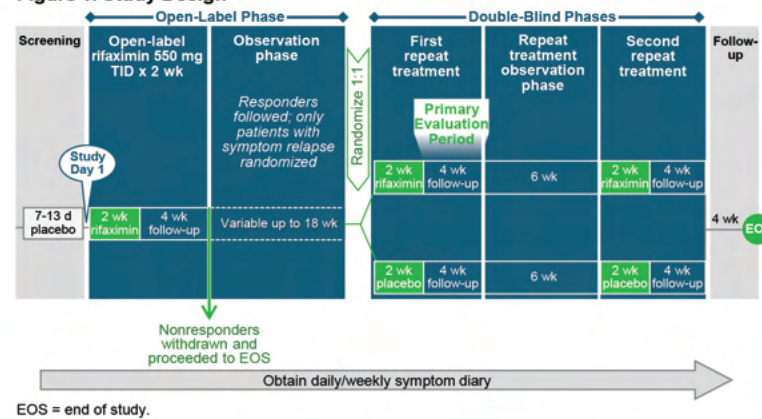 Figure 1. Study Design
Open-Label Phase
Double-Blind Phases
Screening
Open-label
rifaximin 550 mg
TID x 2 wk
Observation
phase
First
repeat
treatment
Repeat
treatment
observation
phase
Second
repeat
treatment
Follow-
up
Responders
followed; only
patients with
symptom relapse
randomized
Randomize 1:1
Primary
Evaluation
Period
Study
Day 1
2 wk
rifaximin
4 wk
follow-up
6 wk
2 wk
rifaximin
4 wk
follow-up
7-13 d
placebo
2 wk
rifaximin
4 wk
follow-up
Variable up to 18 wk
4 wk
EO
2 wk
placebo
4 wk
follow-up
6 wk
2 wk
placebo
4 wk
follow-up
Nonresponders
withdrawn and
proceeded to EOS
Obtain daily/weekly symptom diary
EOS = end of study.